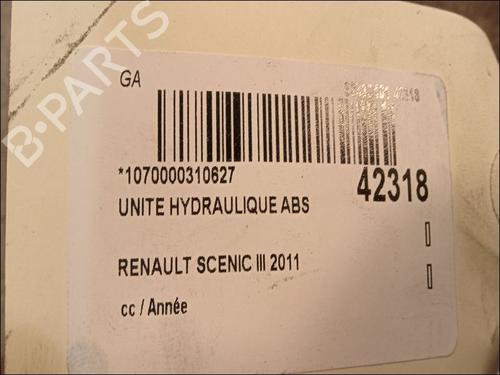 B-PARTS
GA
*1070000310627
42318
UNITE HYDRAULIQUE ABS
RENAULT SCENIC III 2011
cc / Année